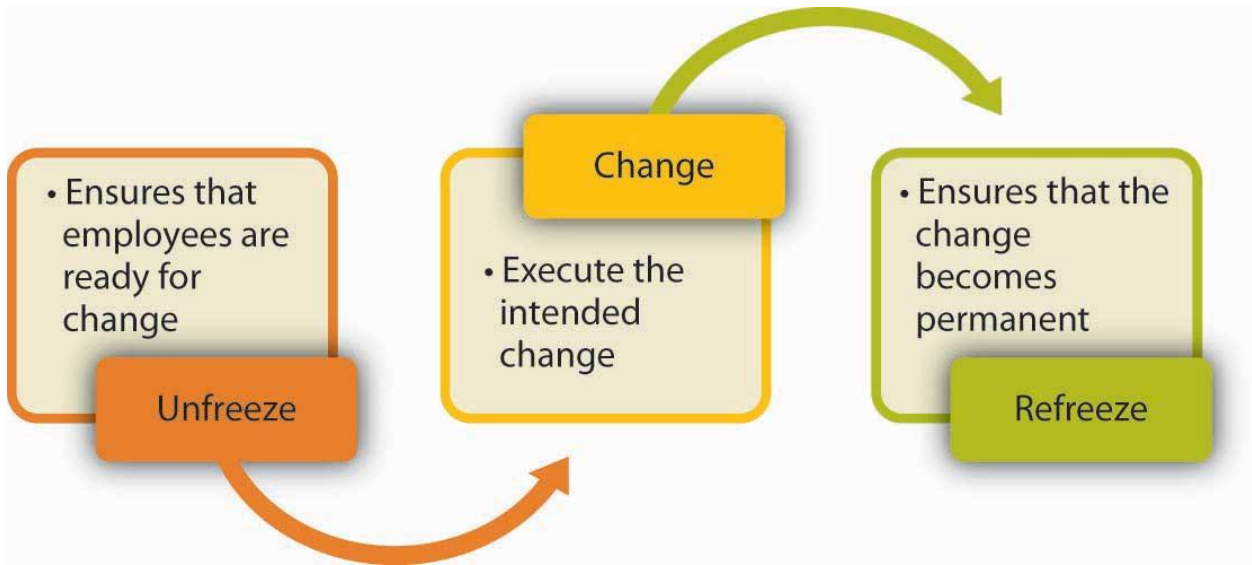 • Ensures that
employees are
ready for
change
Unfreeze
Change
• Execute the
intended
change
• Ensures that the
change
becomes
permanent
Refreeze